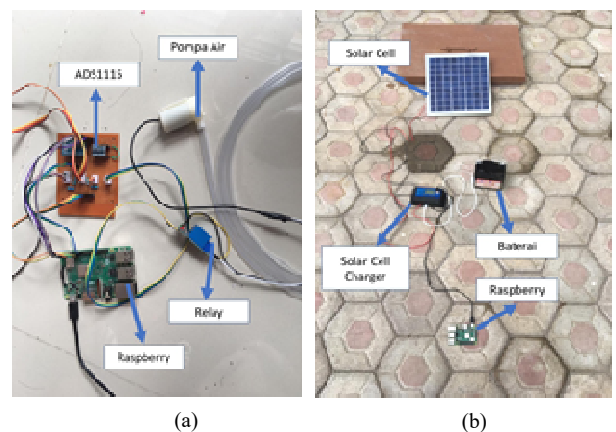 Pompa Air
ADS1115
Relay
Raspberry
(a)
Solar Cell
Baterai
Solar Cell
Charger
Raspberry
(b)